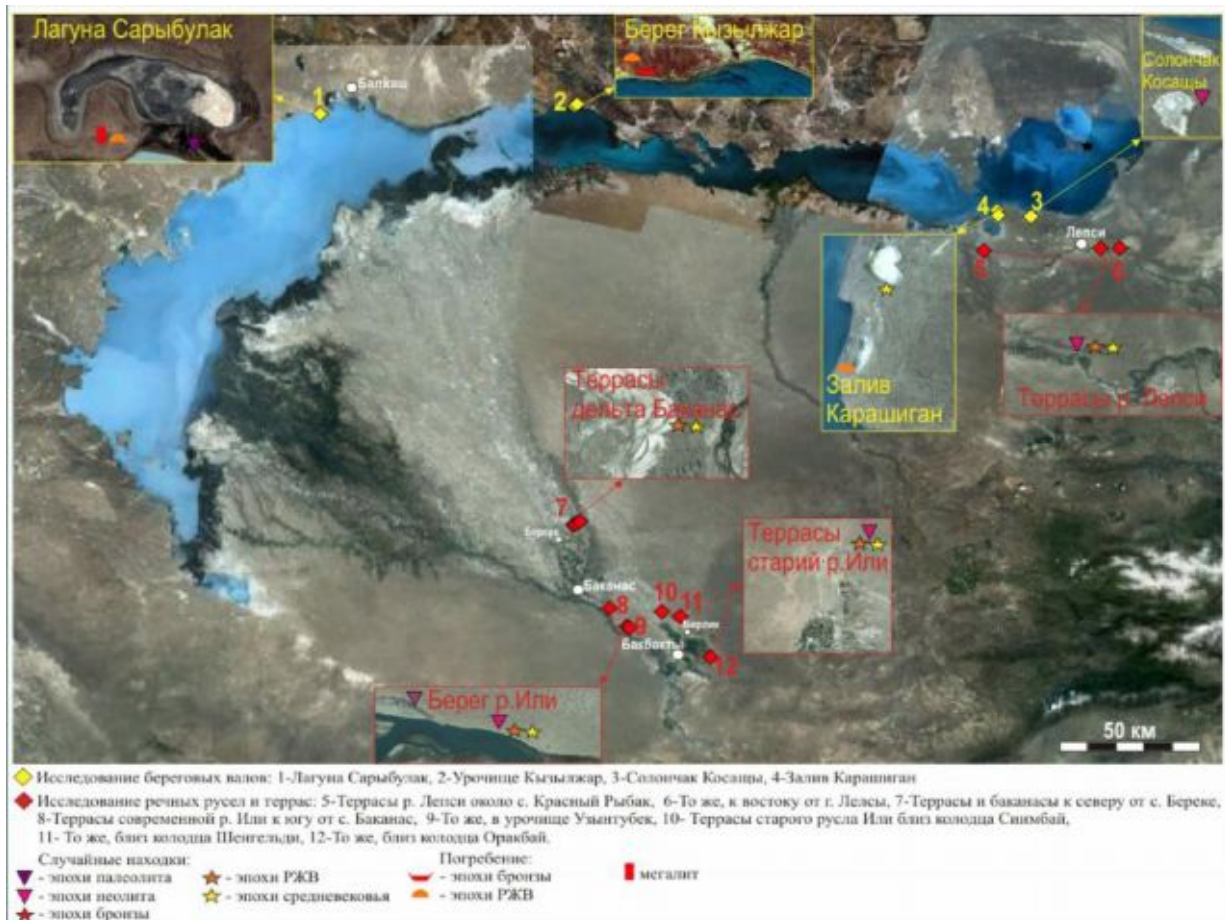 Лагуна Сарыбулак
Берег Кызылжар
Солончак
Косащы
1
Балкаш
2
4
3
Лепси
5
6
Залив
Карашиган
Террасы р. Лепси
Террасы
дельта Баканас
7
Береке
Террасы
старий р.Или
Баканас
8
10
11
9
Берлик
Бакбакты
12
Берег р.Или
50 км
Исследование береговых валов: 1-Лагуна Сарыбулак, 2-Урочище Кызылжар, 3-Солончак Косащы, 4-Залив Карашиган
Исследование речных русел и террас: 5-Террасы р. Лепси около с. Красный Рыбак, 6-То же, к востоку от г. Лепсы, 7-Террасы и баканасы к северу от с. Береке,
8-Террасы современной р. Или к югу от с. Баканас, 9-То же, в урочище Узынтубек, 10- Террасы старого русла Или близ колодца Сиимбай,
11- То же, близ колодца Шенгельди, 12-То же, близ колодца Оракбай.
Случайные находки:
- эпохи палеолита
- эпохи неолита
- эпохи бронзы
- эпохи РЖВ
- эпохи средневековья
Погребение:
- эпохи бронзы
- эпохи РЖВ
мегалит